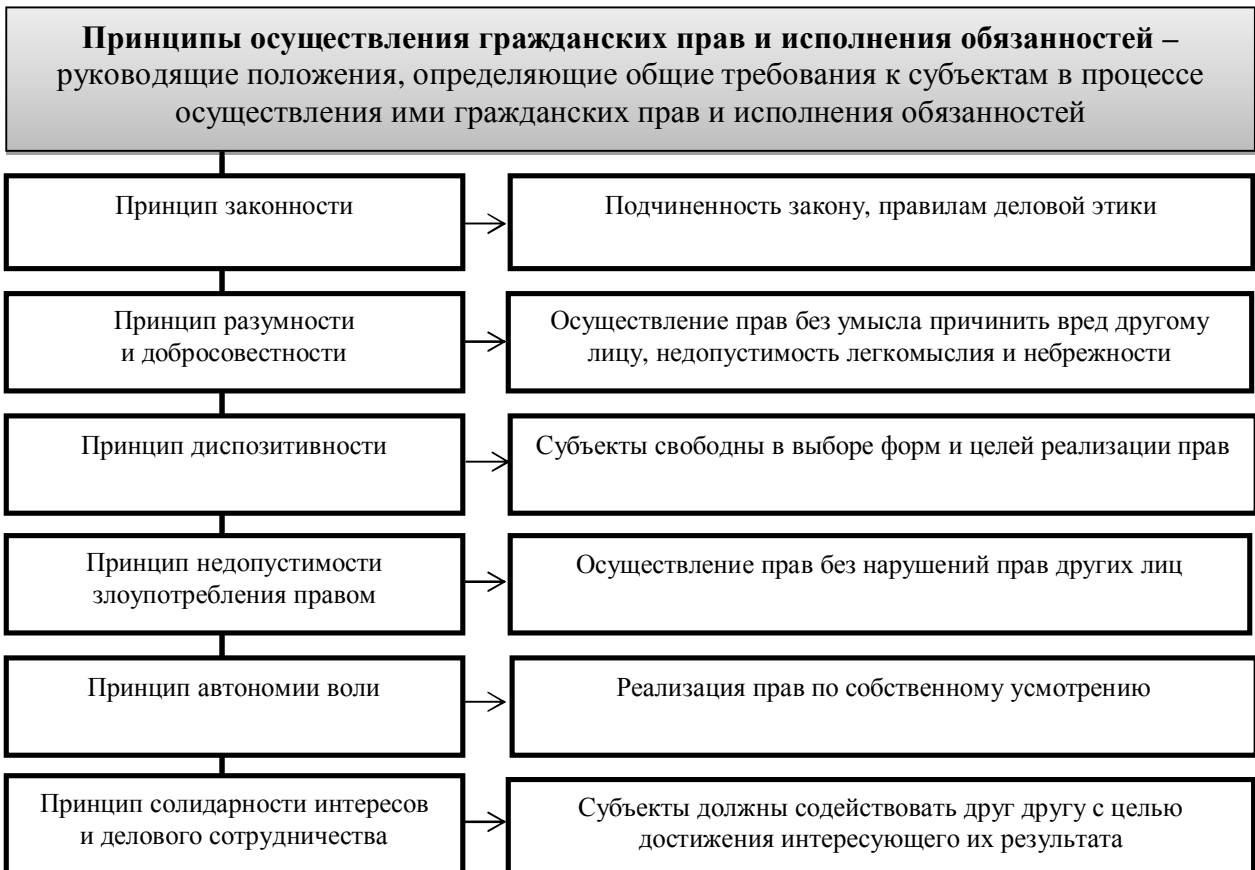 Принципы осуществления гражданских прав и исполнения обязанностей –
руководящие положения, определяющие общие требования к субъектам в процессе
осуществления ими гражданских прав и исполнения обязанностей
Принцип законности
Подчиненность закону, правилам деловой этики
Принцип разумности
и добросовестности
Осуществление прав без умысла причинить вред другому
лицу, недопустимость легкомыслия и небрежности
Принцип диспозитивности
Субъекты свободны в выборе форм и целей реализации прав
Принцип недопустимости
злоупотребления правом
Осуществление прав без нарушений прав других лиц
Принцип автономии воли
Реализация прав по собственному усмотрению
Принцип солидарности интересов
и делового сотрудничества
Субъекты должны содействовать друг другу с целью
достижения интересующего их результата